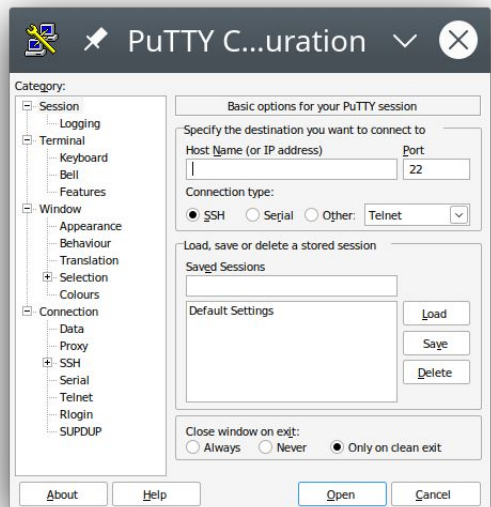 PuTTY C...uration
Category:
Session
Logging
Terminal
Keyboard
Bell
Features
Window
Appearance
Behaviour
Translation
Selection
Colours
Connection
Data
Proxy
SSH
Serial
Telnet
Rlogin
SUPDUP
Basic options for your PuTTY session
Specify the destination you want to connect to
Host Name (or IP address) Port
22
Connection type:
SSH Serial Other: Telnet
Load, save or delete a stored session
Saved Sessions
Default Settings
Load
Save
Delete
Close window on exit:
Always Never Only on clean exit
About Help Open Cancel